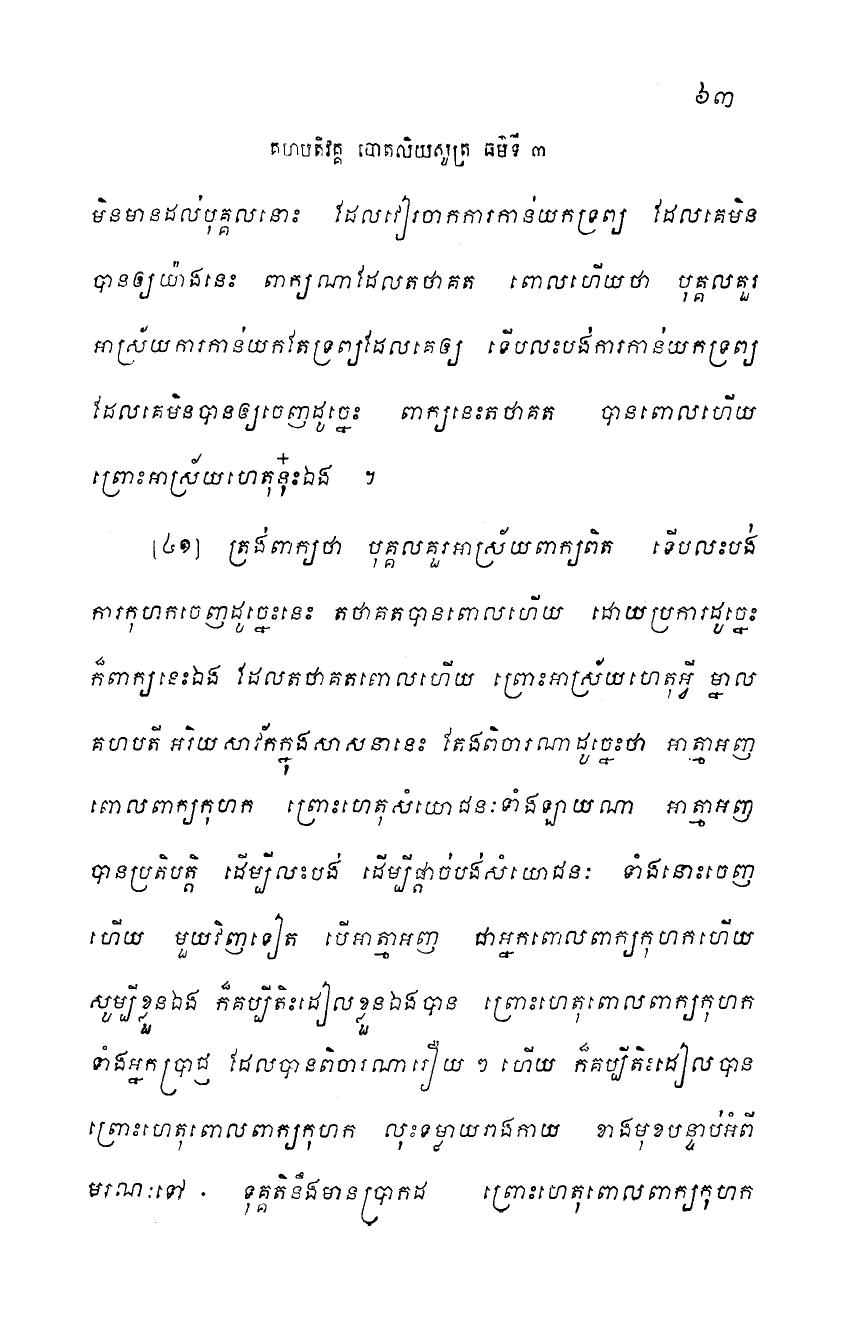 ៦៣
គហបតិវគ្គ បោតលិយសូត្រ ធម៌ទី ៣
មិនមានដល់បុគ្គលនោះ ដែលវៀរចាកការកាន់យកទ្រព្យ ដែលគេមិន
បានឲ្យយ៉ាងនេះ ពាក្យណាដែលតថាគត ពោលហើយថា បុគ្គលគួរ
អាស្រ័យការកាន់យកតែទ្រព្យដែលគេឲ្យ ទើបលះបង់ការកាន់យកទ្រព្យ
ដែលគេមិនបានឲ្យចេញដូច្នេះ ពាក្យនេះតថាគត បានពោលហើយ
ព្រោះអាស្រ័យហេតុនុ៎ះឯង ។
[៤១] ត្រង់ពាក្យថា បុគ្គលគួរអាស្រ័យពាក្យពិត ទើបលះបង់
ការកុហកចេញដូច្នេះនេះ តថាគតបានពោលហើយ ដោយប្រការដូច្នេះ
ក៏ពាក្យនេះឯង ដែលតថាគតពោលហើយ ព្រោះអាស្រ័យហេតុអ្វី ម្នាល
គហបតី អរិយសាវ័កក្នុងសាសនានេះ តែងពិចារណាដូច្នេះថា អាត្មាអញ
ពោលពាក្យកុហក ព្រោះហេតុសំយោជនៈទាំងឡាយណា អាត្មាអញ
បានប្រតិបត្តិ ដើម្បីលះបង់ ដើម្បីផ្តាច់បង់សំយោជនៈ ទាំងនោះចេញ
ហើយ មួយវិញទៀត បើអាត្មាអញ ជាអ្នកពោលពាក្យកុហកហើយ
សូម្បីខ្លួនឯង ក៏គប្បីតិះដៀលខ្លួនឯងបាន ព្រោះហេតុពោលពាក្យកុហក
ទាំងអ្នកប្រាជ្ញ ដែលបានពិចារណារឿយ ៗ ហើយ ក៏គប្បីតិះដៀលបាន
ព្រោះហេតុពោលពាក្យកុហក លុះទម្លាយរាងកាយ ខាងមុខបន្ទាប់អំពី
មរណៈទៅ . ទុគ្គតិនឹងមានប្រាកដ ព្រោះហេតុពោលពាក្យកុហក